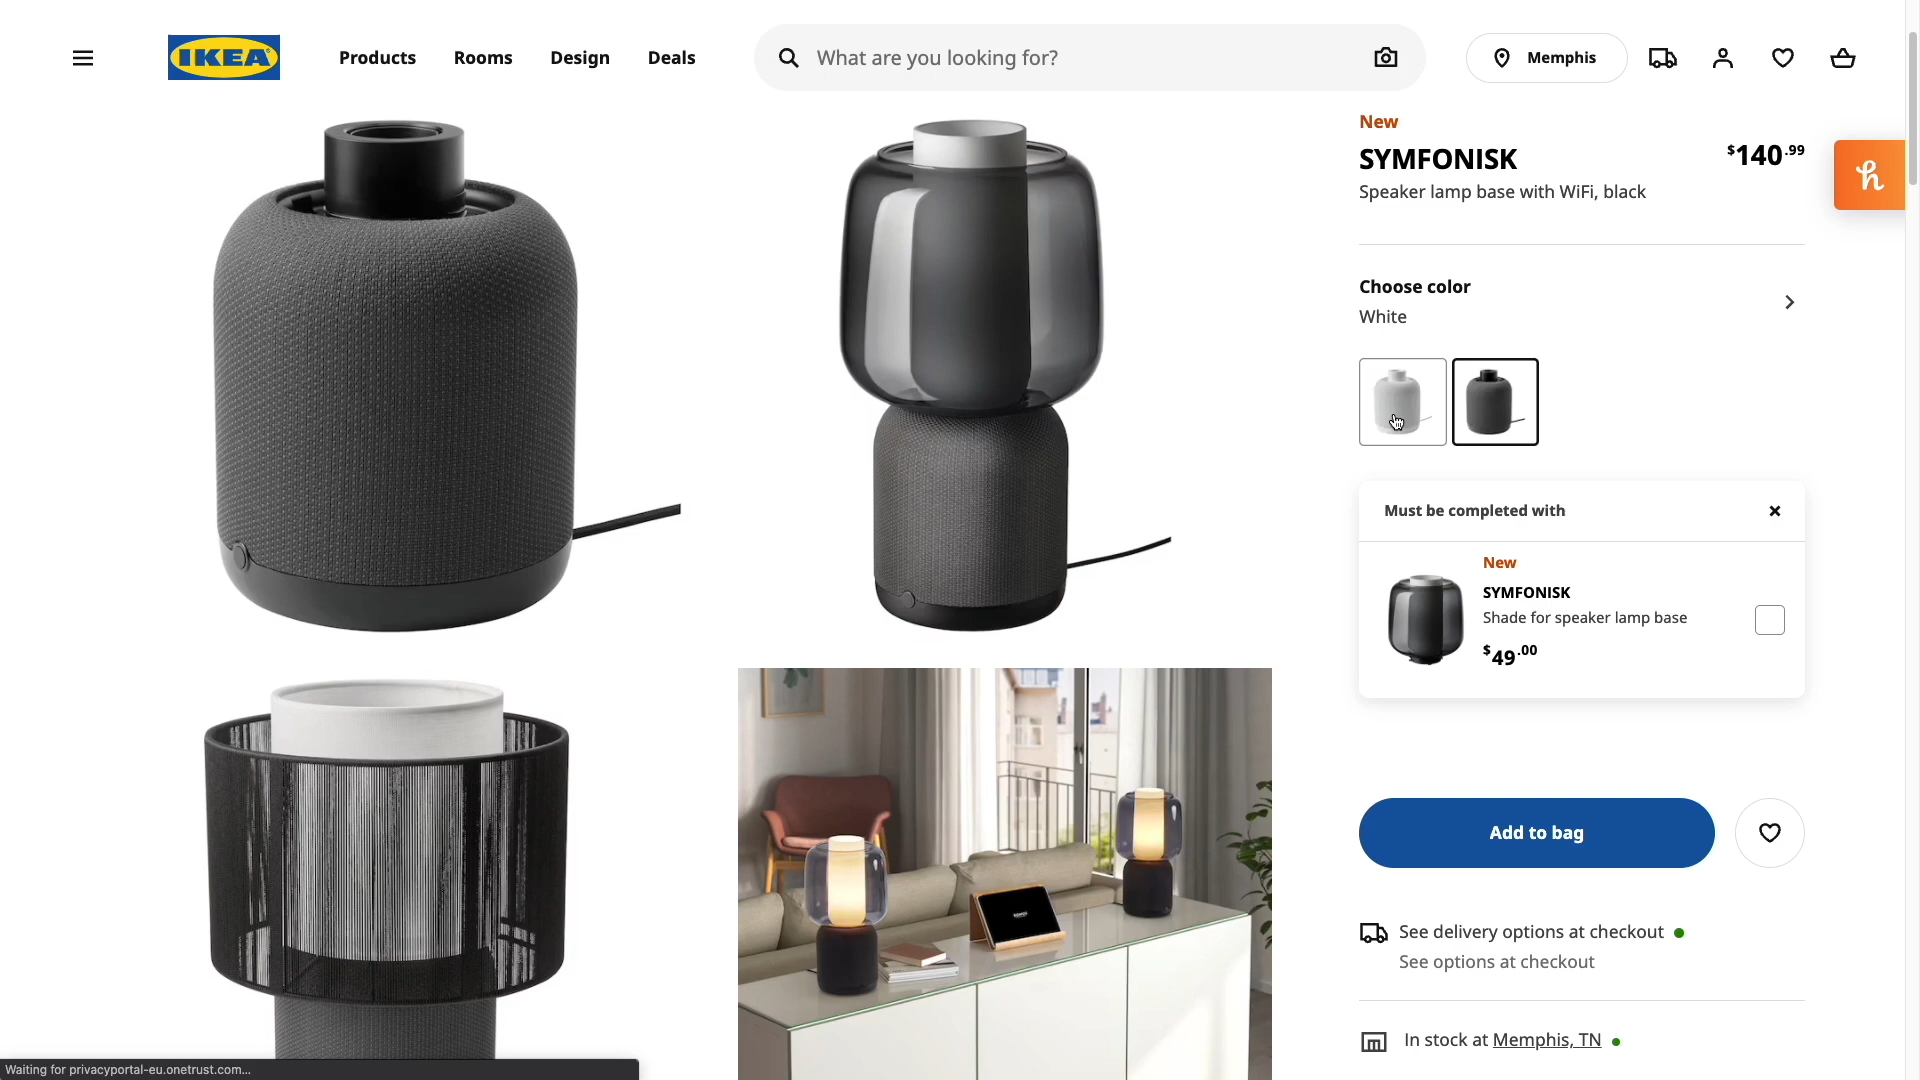 IKEA
Products
Rooms
Design
Deals
What are you looking for?
Memphis
New
SYMFONISK
$140.99
Speaker lamp base with WiFi, black
Choose color
White
Must be completed with
New
SYMFONISK
Shade for speaker lamp base
$49.00
Add to bag
See delivery options at checkout
See options at checkout
In stock at Memphis, TN
Waiting for privacyportal-eu.onetrust.com...